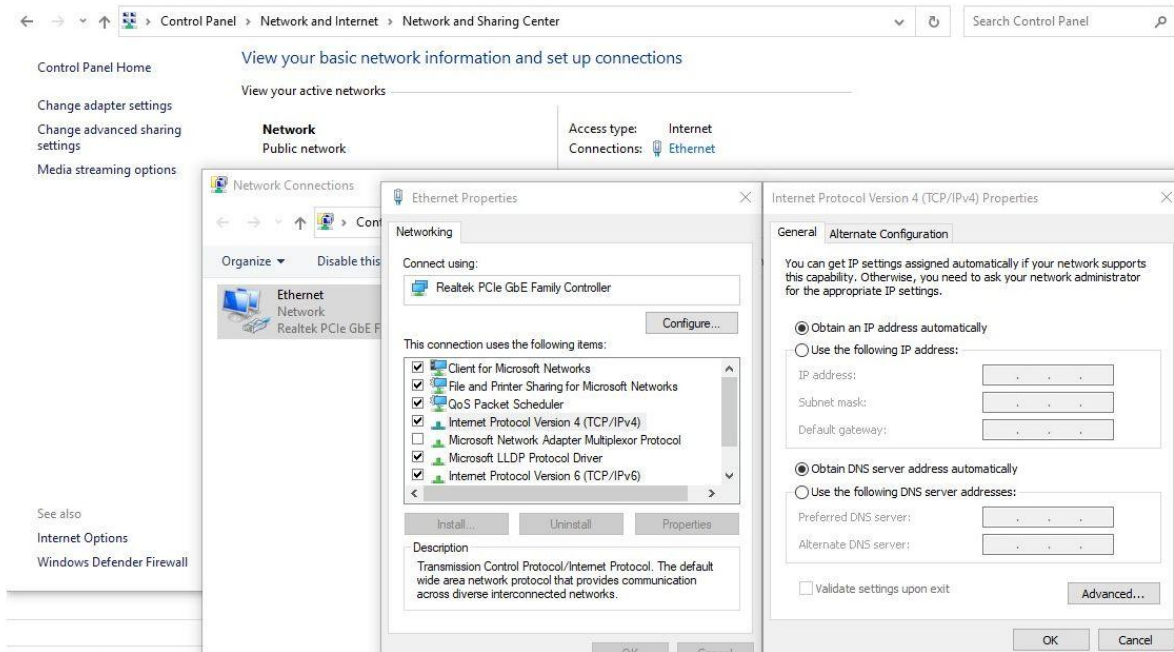 Control Panel > Network and Internet > Network and Sharing Center
Search Control Panel
Control Panel Home
Change adapter settings
Change advanced sharing
settings
Media streaming options
See also
Internet Options
Windows Defender Firewall
View your basic network information and set up connections
View your active networks
Network
Public network
Access type: Internet
Connections: Ethernet
Network Connections
Organize
Disable this
Ethernet
Network
Realtek PCIe GbE F
Ethernet Properties
Networking
Connect using:
Realtek PCIe GbE Family Controller
Configure...
This connection uses the following items:
Client for Microsoft Networks
File and Printer Sharing for Microsoft Networks
QoS Packet Scheduler
Internet Protocol Version 4 (TCP/IPv4)
Microsoft Network Adapter Multiplexor Protocol
Microsoft LLDP Protocol Driver
Internet Protocol Version 6 (TCP/IPv6)
Install... Uninstall Properties
Description
Transmission Control Protocol/Internet Protocol. The default
wide area network protocol that provides communication
across diverse interconnected networks.
Internet Protocol Version 4 (TCP/IPv4) Properties
General Alternate Configuration
You can get IP settings assigned automatically if your network supports
this capability. Otherwise, you need to ask your network administrator
for the appropriate IP settings.
Obtain an IP address automatically
Use the following IP address:
IP address:
Subnet mask:
Default gateway:
Obtain DNS server address automatically
Use the following DNS server addresses:
Preferred DNS server:
Alternate DNS server:
Validate settings upon exit
Advanced...
OK Cancel